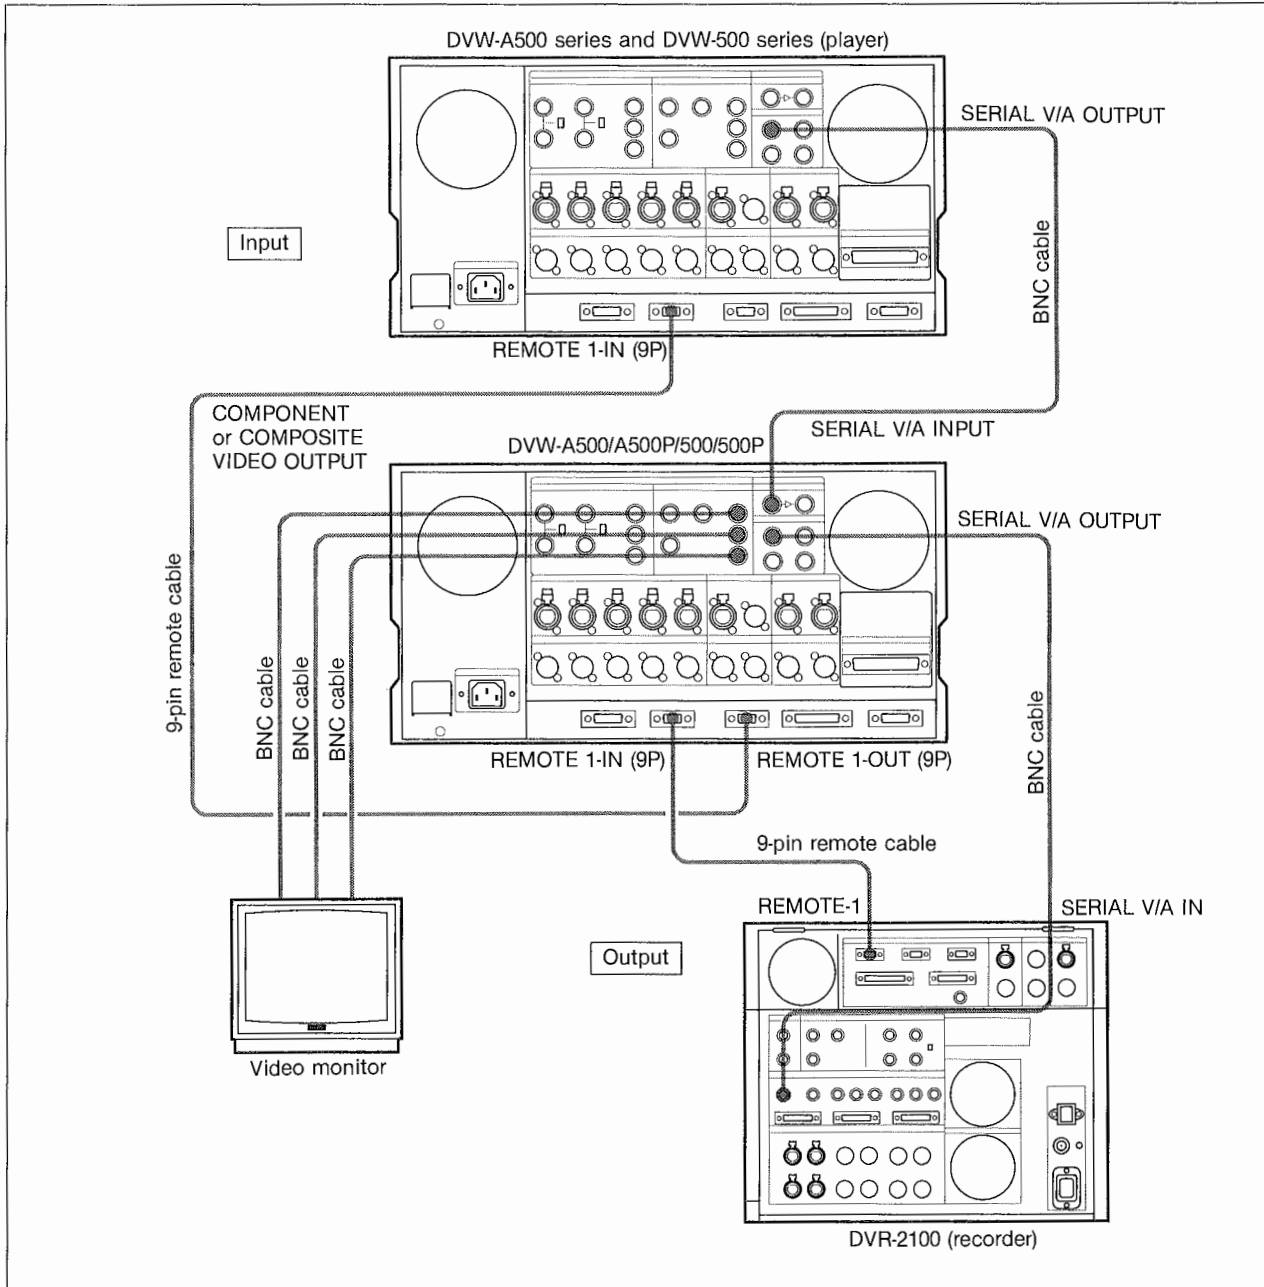 DVW-A500 series and DVW-500 series (player)
SERIAL V/A OUTPUT
Input
BNC cable
REMOTE 1-IN (9P)
COMPONENT
or COMPOSITE
VIDEO OUTPUT
SERIAL V/A INPUT
DVW-A500/A500P/500/500P
SERIAL V/A OUTPUT
9-pin remote cable
BNC cable
BNC cable
BNC cable
BNC cable
REMOTE 1-IN (9P)
REMOTE 1-OUT (9P)
9-pin remote cable
REMOTE-1
SERIAL V/A IN
Output
Video monitor
DVR-2100 (recorder)